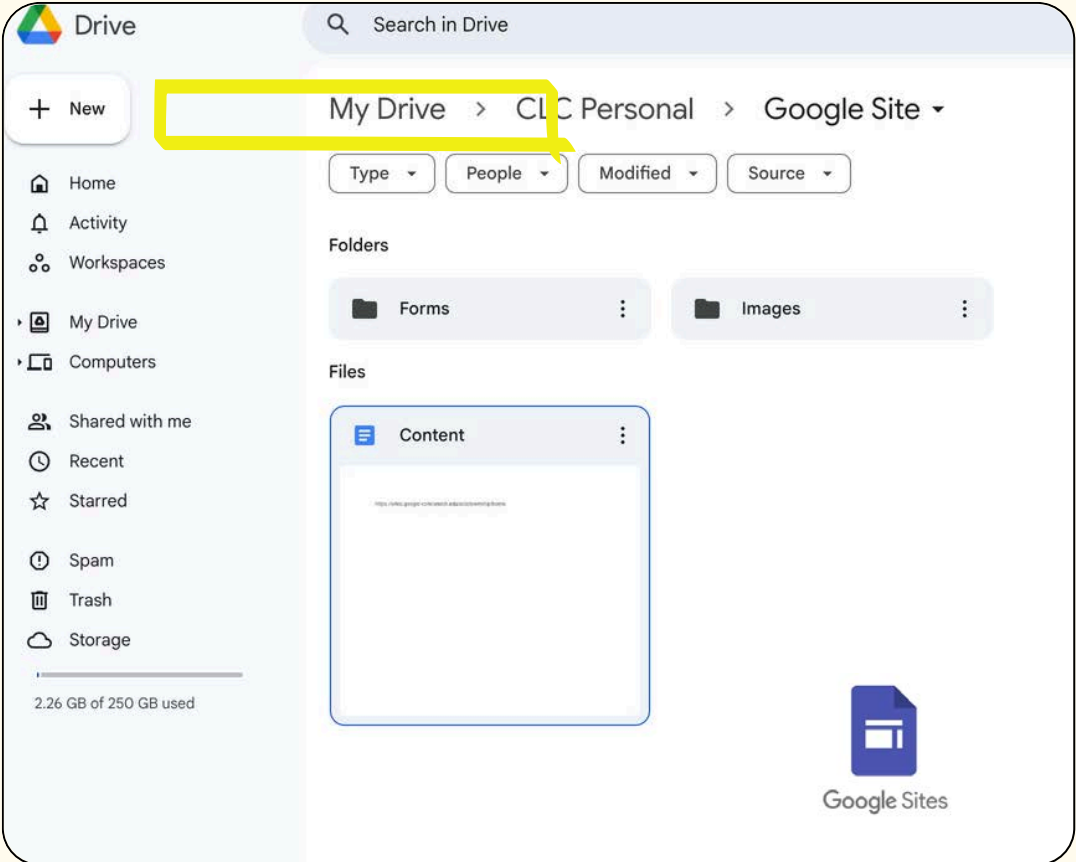 Drive
Search in Drive
New
My Drive > CLC Personal > Google Site
Type People Modified Source
Home
Activity
Workspaces
My Drive
Computers
Shared with me
Recent
Starred
Spam
Trash
Storage
2.26 GB of 250 GB used
Folders
Forms
Images
Files
Content
Google Sites